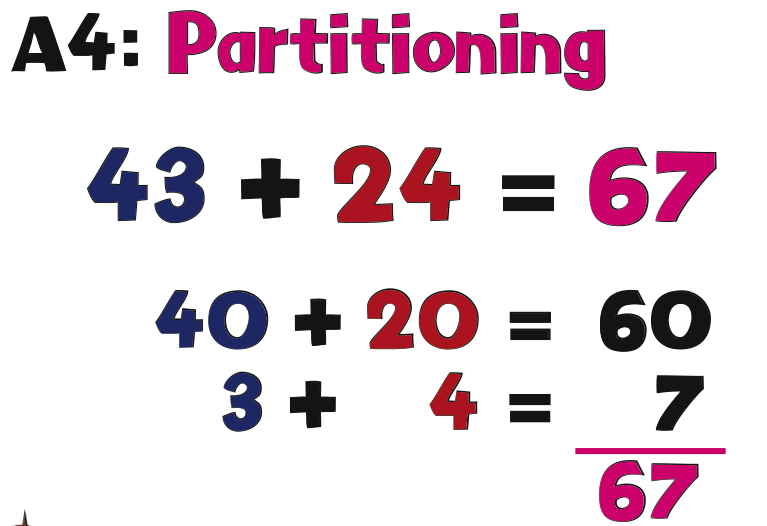 A4: Partitioning
43 + 24 = 67
40 + 20 = 60
3 + 4 = 7
67